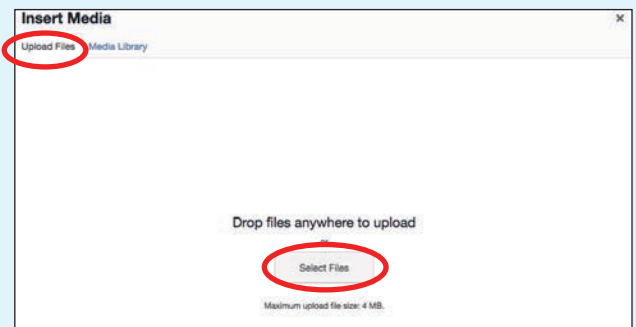 Insert Media
×
Upload Files Media Library
Drop files anywhere to upload
or
Select Files
Maximum upload file size: 4 MB.